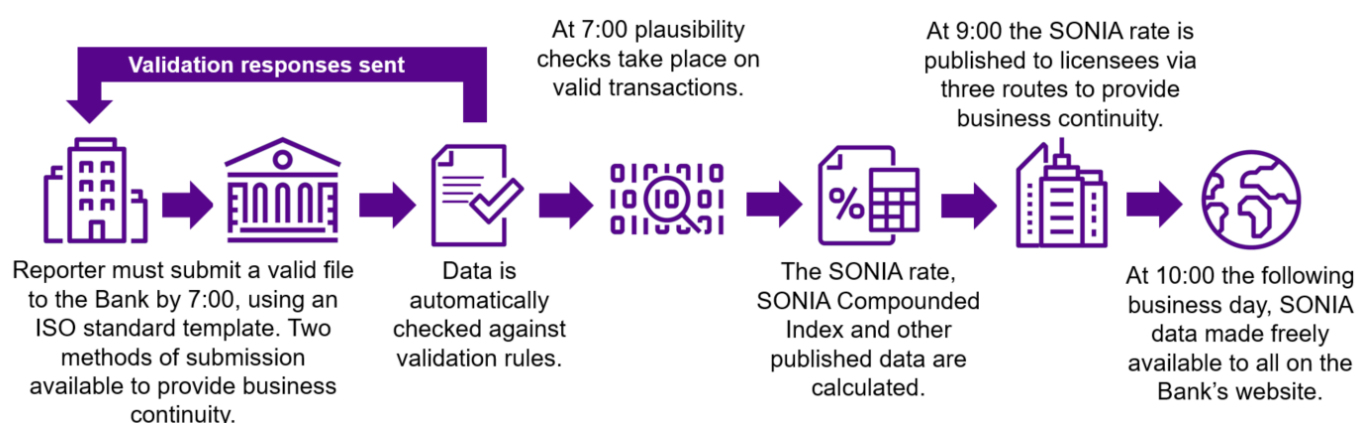 Validation responses sent
Reporter must submit a valid file
to the Bank by 7:00, using an
ISO standard template. Two
methods of submission
available to provide business
continuity.
Data is
automatically
checked against
validation rules.
At 7:00 plausibility
checks take place on
valid transactions.
The SONIA rate,
SONIA Compounded
Index and other
published data are
calculated.
At 9:00 the SONIA rate is
published to licensees via
three routes to provide
business continuity.
At 10:00 the following
business day, SONIA
data made freely
available to all on the
Bank’s website.